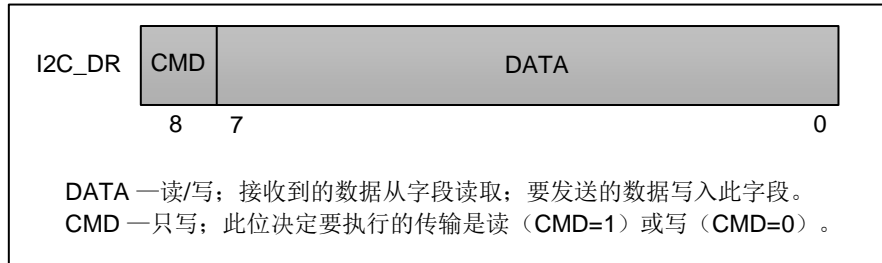 I2C_DR CMD DATA
8 7 0
DATA —读/写；接收到的数据从字段读取；要发送的数据写入此字段。
CMD —只写；此位决定要执行的传输是读（CMD=1）或写（CMD=0）。